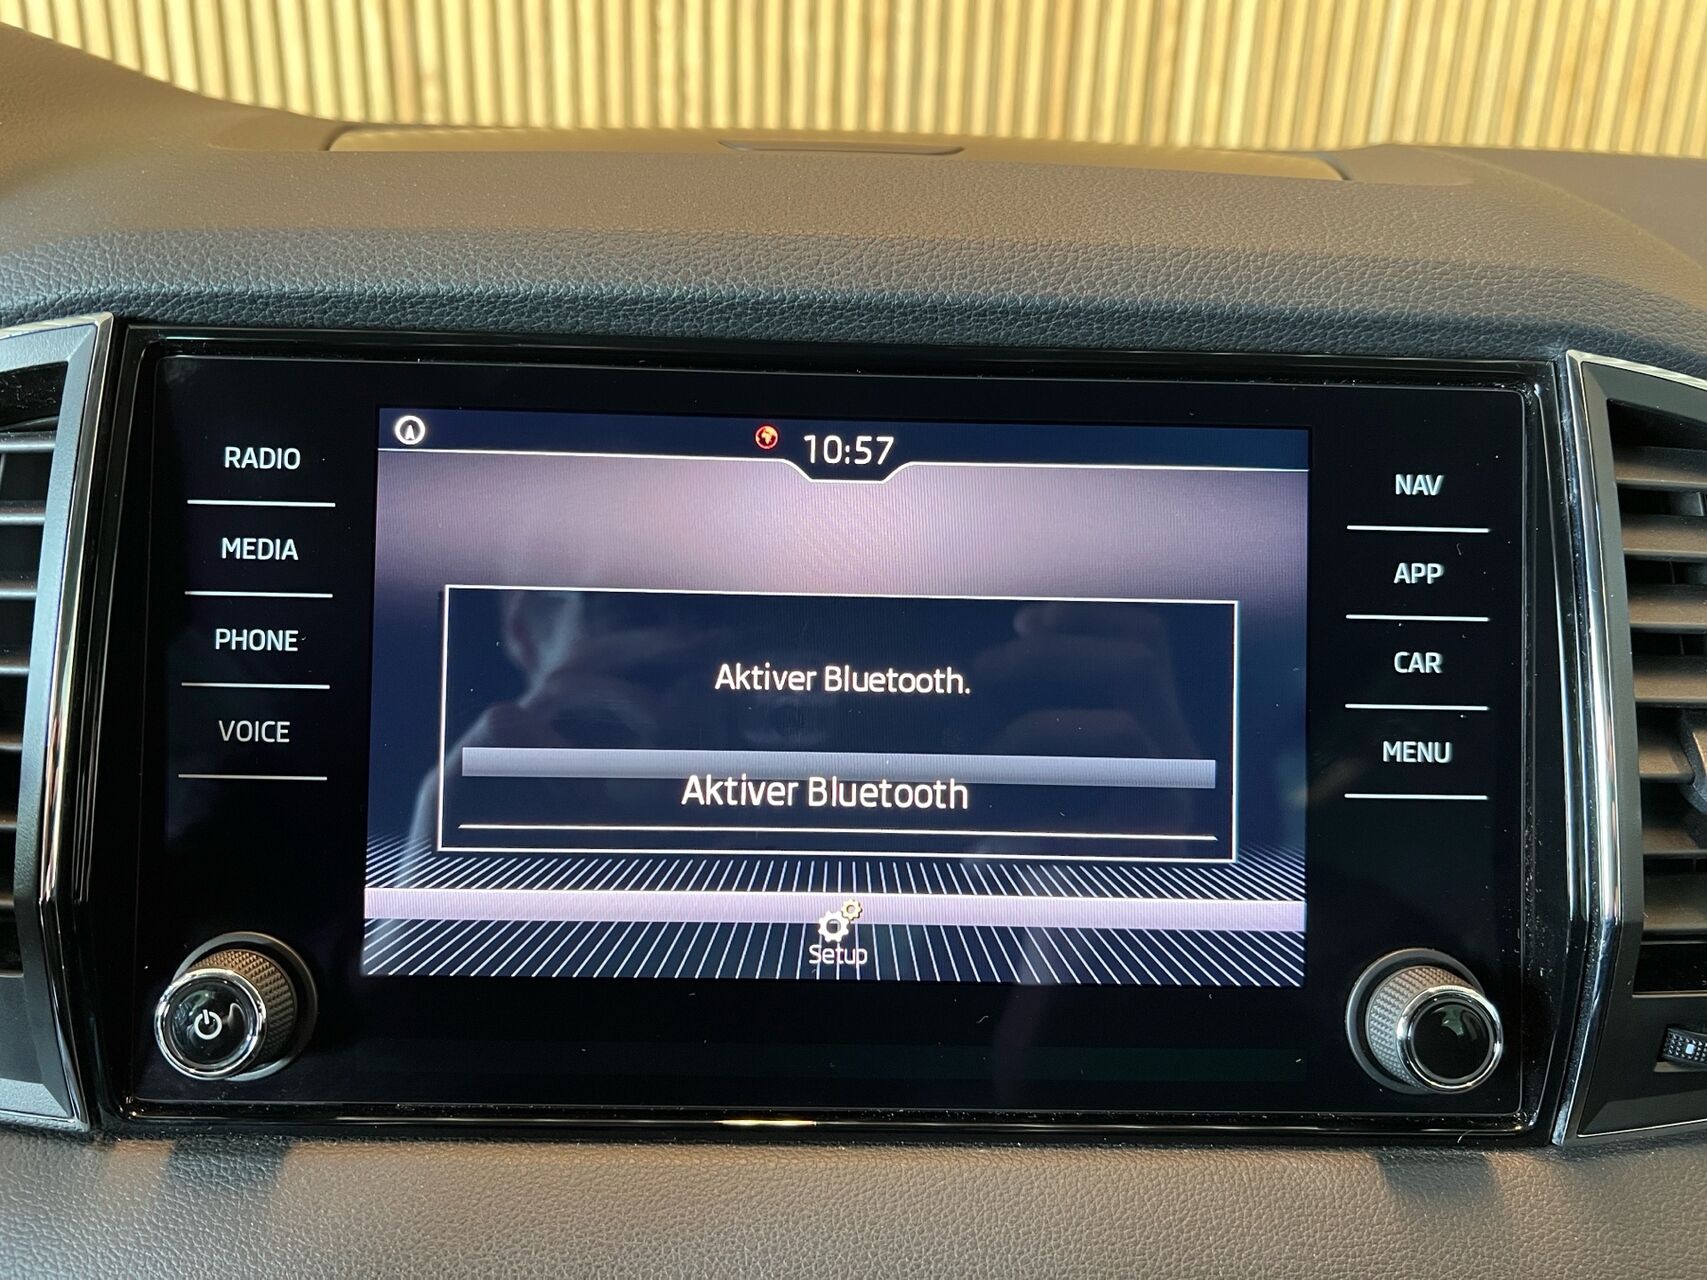 10:57
RADIO
MEDIA
PHONE
VOICE
Aktiver Bluetooth.
Aktiver Bluetooth
Setup
NAV
APP
CAR
MENU